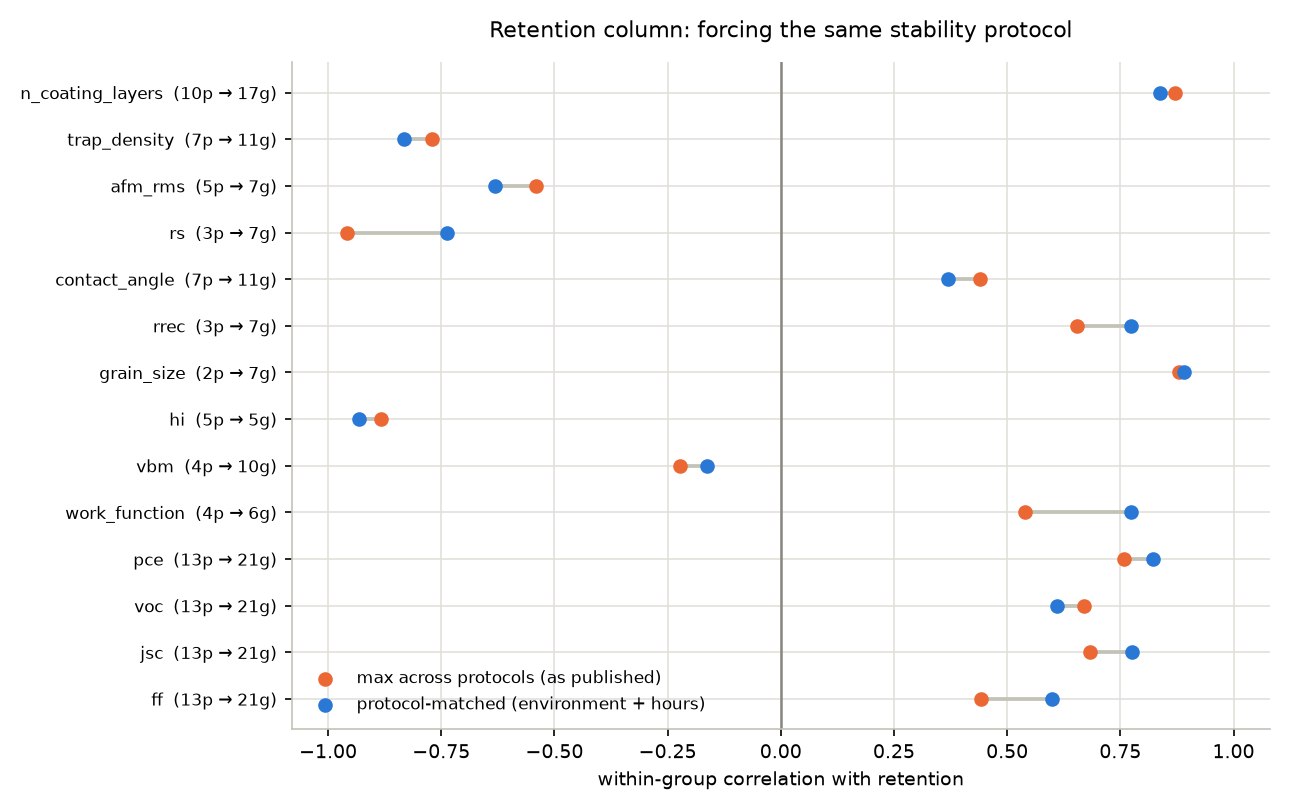 Retention column: forcing the same stability protocol
n_coating_layers (10p → 17g)
trap_density (7p → 11g)
afm_rms (5p → 7g)
rs (3p → 7g)
contact_angle (7p → 11g)
rrec (3p → 7g)
grain_size (2p → 7g)
hi (5p → 5g)
vbm (4p → 10g)
work_function (4p → 6g)
pce (13p → 21g)
voc (13p → 21g)
jsc (13p → 21g)
ff (13p → 21g)
max across protocols (as published)
protocol-matched (environment + hours)
−1.00 −0.75 −0.50 −0.25 0.00 0.25 0.50 0.75 1.00
within-group correlation with retention